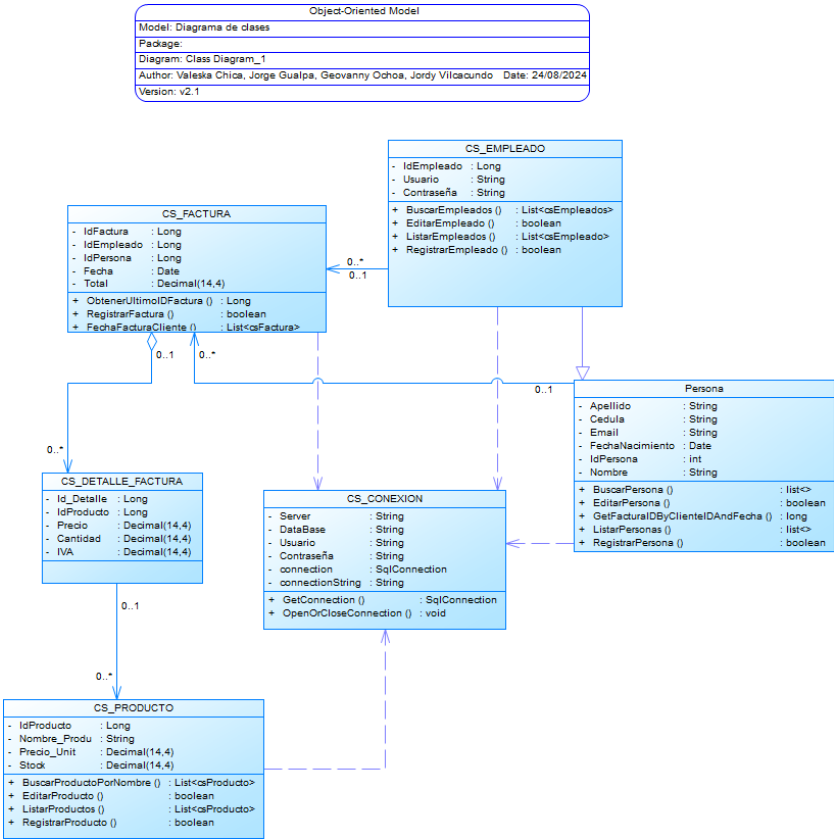 Object-Oriented Model
Model: Diagrama de clases
Package:
Diagram: Class Diagram_1
Author: Valeska Chica, Jorge Gualpa, Geovanny Ochoa, Jordy Vilcacundo Date: 24/08/2024
Version: v2.1
CS_EMPLEADO
- IdEmpleado : Long
- Usuario : String
- Contraseña : String
+ BuscarEmpleados () : List<csEmpleados>
+ EditarEmpleado () : boolean
+ ListarEmpleados () : List<csEmpleado>
+ RegistrarEmpleado () : boolean
CS_FACTURA
- IdFactura : Long
- IdEmpleado : Long
- IdPersona : Long
- Fecha : Date
- Total : Decimal(14,4)
+ ObtenerUltimoIDFactura () : Long
+ RegistrarFactura () : boolean
+ FechaFacturaCliente () : List<csFactura>
0..*
0..1
0..1
0..*
0..1
Persona
- Apellido : String
- Cedula : String
- Email : String
- FechaNacimiento : Date
- IdPersona : int
- Nombre : String
+ BuscarPersona () : list<>
+ EditarPersona () : boolean
+ GetFacturaIDByClienteIDAndFecha () : long
+ ListarPersonas () : list<>
+ RegistrarPersona () : boolean
0..*
CS_DETALLE_FACTURA
- Id_Detalle : Long
- IdProducto : Long
- Precio : Decimal(14,4)
- Cantidad : Decimal(14,4)
- IVA : Decimal(14,4)
CS_CONEXION
- Server : String
- DataBase : String
- Usuario : String
- Contraseña : String
- connection : SqlConnection
- connectionString : String
+ GetConnection () : SqlConnection
+ OpenOrCloseConnection () : void
0..1
0..*
CS_PRODUCTO
- IdProducto : Long
- Nombre_Produ : String
- Precio_Unit : Decimal(14,4)
- Stock : Decimal(14,4)
+ BuscarProductoPorNombre () : List<csProducto>
+ EditarProducto () : boolean
+ ListarProductos () : List<csProducto>
+ RegistrarProducto () : boolean